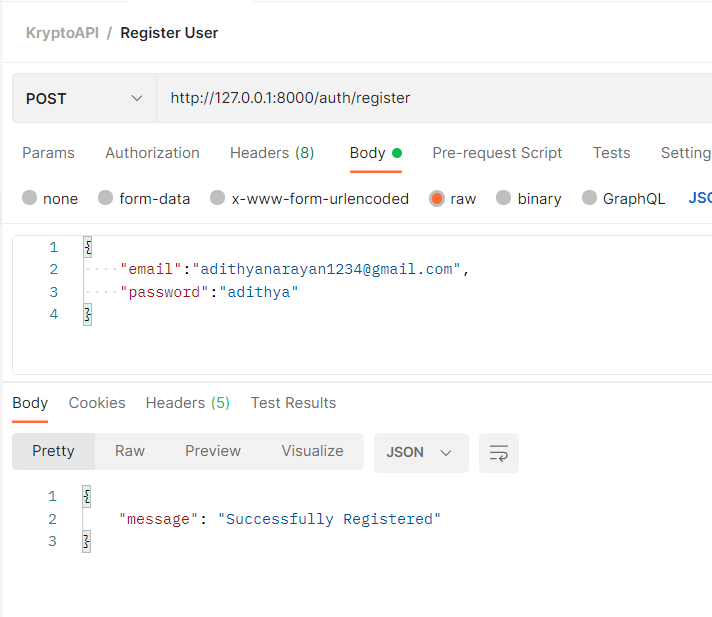 KryptoAPI / Register User
POST http://127.0.0.1:8000/auth/register
Params Authorization Headers (8) Body Pre-request Script Tests Setting
none form-data x-www-form-urlencoded raw binary GraphQL JSO
1 {
2 ····"email":"adithyanarayan1234@gmail.com",
3 ····"password":"adithya"
4 }
Body Cookies Headers (5) Test Results
Pretty Raw Preview Visualize JSON
1 {
2 "message": "Successfully Registered"
3 }